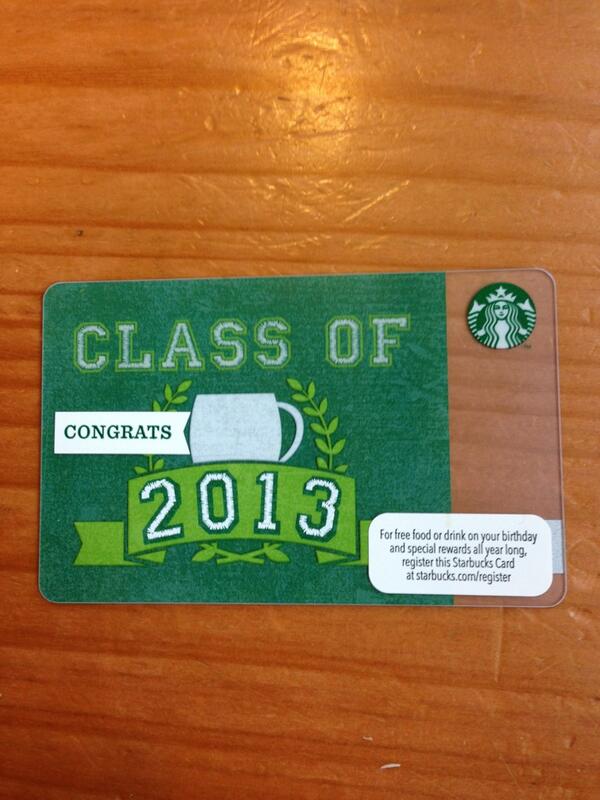 CLASS OF
CONGRATS
2013
For free food or drink on your birthday
and special rewards all year long,
register this Starbucks Card
at starbucks.com/register